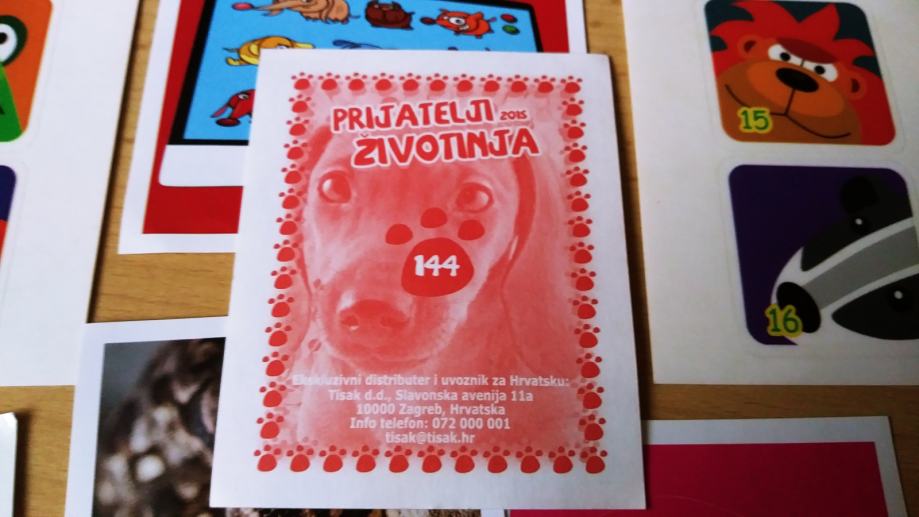 PRIJATELJI 2015
ŽIVOTINJA
144
Ekskluzivni distributer i uvoznik za Hrvatsku:
Tisak d.d., Slavonska avenija 11a
10000 Zagreb, Hrvatska
Info telefon: 072 000 001
tisak@tisak.hr
15
16